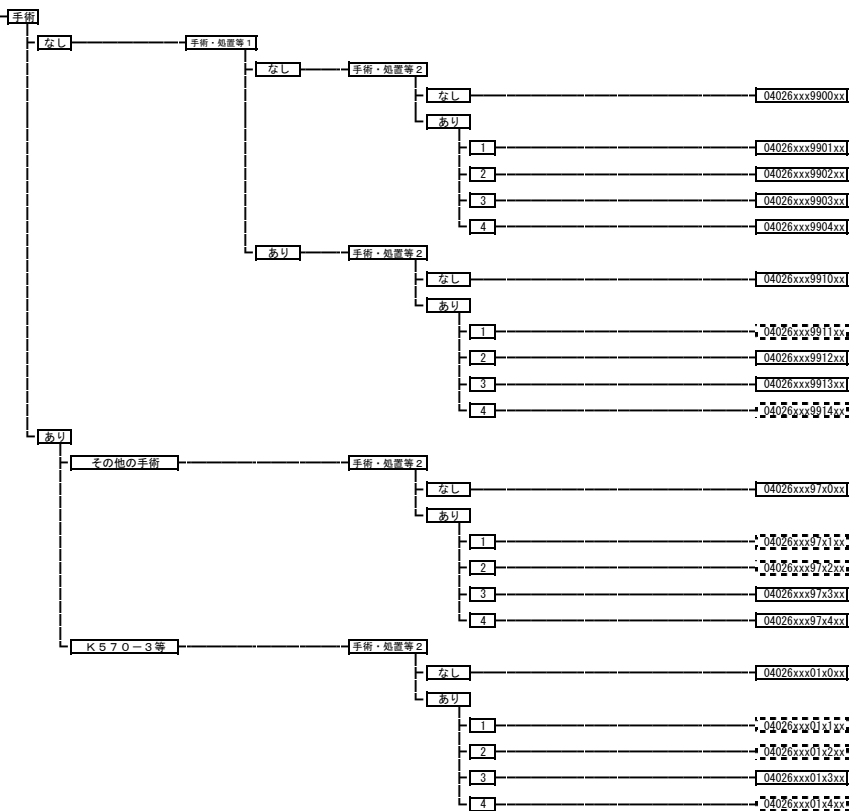 手術
なし 手術・処置等1
なし 手術・処置等2
なし 04026xxx9900xx
あり
1 04026xxx9901xx
2 04026xxx9902xx
3 04026xxx9903xx
4 04026xxx9904xx
あり 手術・処置等2
なし 04026xxx9910xx
あり
1 04026xxx9911xx
2 04026xxx9912xx
3 04026xxx9913xx
4 04026xxx9914xx
あり
その他の手術 手術・処置等2
なし 04026xxx97x0xx
あり
1 04026xxx97x1xx
2 04026xxx97x2xx
3 04026xxx97x3xx
4 04026xxx97x4xx
K570-3等 手術・処置等2
なし 04026xxx01x0xx
あり
1 04026xxx01x1xx
2 04026xxx01x2xx
3 04026xxx01x3xx
4 04026xxx01x4xx